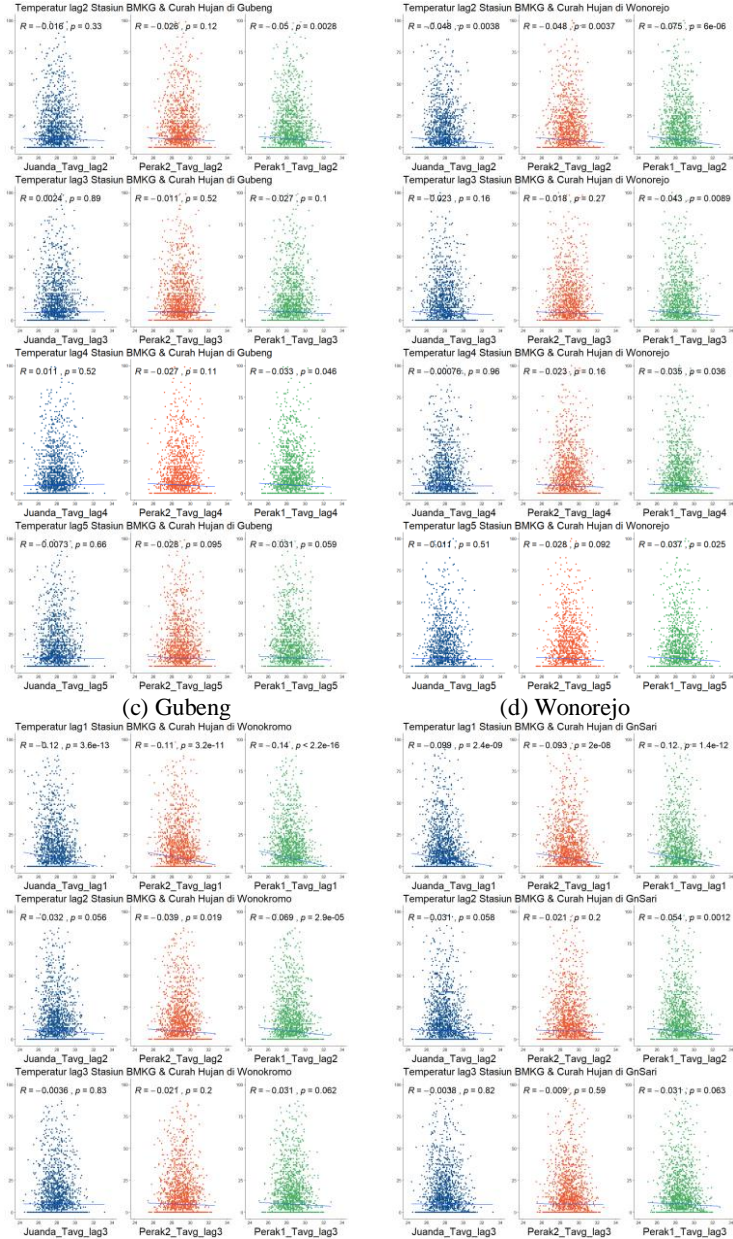 Temperatur lag2 Stasiun BMKG & Curah Hujan di Gubeng
R = −0.016 , p = 0.33 R = −0.026 , p = 0.12 R = −0.05 , p = 0.0028
Juanda_Tavg_lag2 Perak2_Tavg_lag2 Perak1_Tavg_lag2
Temperatur lag3 Stasiun BMKG & Curah Hujan di Gubeng
R = 0.0024 , p = 0.89 R = −0.011 , p = 0.52 R = −0.027 , p = 0.1
Juanda_Tavg_lag3 Perak2_Tavg_lag3 Perak1_Tavg_lag3
Temperatur lag4 Stasiun BMKG & Curah Hujan di Gubeng
R = 0.011 , p = 0.52 R = −0.027 , p = 0.11 R = −0.033 , p = 0.046
Juanda_Tavg_lag4 Perak2_Tavg_lag4 Perak1_Tavg_lag4
Temperatur lag5 Stasiun BMKG & Curah Hujan di Gubeng
R = −0.0073 , p = 0.66 R = −0.028 , p = 0.095 R = −0.031 , p = 0.059
Juanda_Tavg_lag5 Perak2_Tavg_lag5 Perak1_Tavg_lag5
(c) Gubeng
Temperatur lag2 Stasiun BMKG & Curah Hujan di Wonorejo
R = −0.048 , p = 0.0038 R = −0.048 , p = 0.0037 R = −0.075 , p = 6e-06
Juanda_Tavg_lag2 Perak2_Tavg_lag2 Perak1_Tavg_lag2
Temperatur lag3 Stasiun BMKG & Curah Hujan di Wonorejo
R = −0.023 , p = 0.16 R = −0.018 , p = 0.27 R = −0.043 , p = 0.0089
Juanda_Tavg_lag3 Perak2_Tavg_lag3 Perak1_Tavg_lag3
Temperatur lag4 Stasiun BMKG & Curah Hujan di Wonorejo
R = −0.00076 , p = 0.96 R = −0.023 , p = 0.16 R = −0.035 , p = 0.036
Juanda_Tavg_lag4 Perak2_Tavg_lag4 Perak1_Tavg_lag4
Temperatur lag5 Stasiun BMKG & Curah Hujan di Wonorejo
R = −0.011 , p = 0.51 R = −0.028 , p = 0.092 R = −0.037 , p = 0.025
Juanda_Tavg_lag5 Perak2_Tavg_lag5 Perak1_Tavg_lag5
(d) Wonorejo
Temperatur lag1 Stasiun BMKG & Curah Hujan di Wonokromo
R = −0.12 , p = 3.6e-13 R = −0.11 , p = 3.2e-11 R = −0.14 , p < 2.2e-16
Juanda_Tavg_lag1 Perak2_Tavg_lag1 Perak1_Tavg_lag1
Temperatur lag2 Stasiun BMKG & Curah Hujan di Wonokromo
R = −0.032 , p = 0.056 R = −0.039 , p = 0.019 R = −0.069 , p = 2.9e-05
Juanda_Tavg_lag2 Perak2_Tavg_lag2 Perak1_Tavg_lag2
Temperatur lag3 Stasiun BMKG & Curah Hujan di Wonokromo
R = −0.0036 , p = 0.83 R = −0.021 , p = 0.2 R = −0.031 , p = 0.062
Juanda_Tavg_lag3 Perak2_Tavg_lag3 Perak1_Tavg_lag3
Temperatur lag1 Stasiun BMKG & Curah Hujan di GnSari
R = −0.099 , p = 2.4e-09 R = −0.093 , p = 2e-08 R = −0.12 , p = 1.4e-12
Juanda_Tavg_lag1 Perak2_Tavg_lag1 Perak1_Tavg_lag1
Temperatur lag2 Stasiun BMKG & Curah Hujan di GnSari
R = −0.031 , p = 0.058 R = −0.021 , p = 0.2 R = −0.054 , p = 0.0012
Juanda_Tavg_lag2 Perak2_Tavg_lag2 Perak1_Tavg_lag2
Temperatur lag3 Stasiun BMKG & Curah Hujan di GnSari
R = −0.0038 , p = 0.82 R = −0.009 , p = 0.59 R = −0.031 , p = 0.063
Juanda_Tavg_lag3 Perak2_Tavg_lag3 Perak1_Tavg_lag3